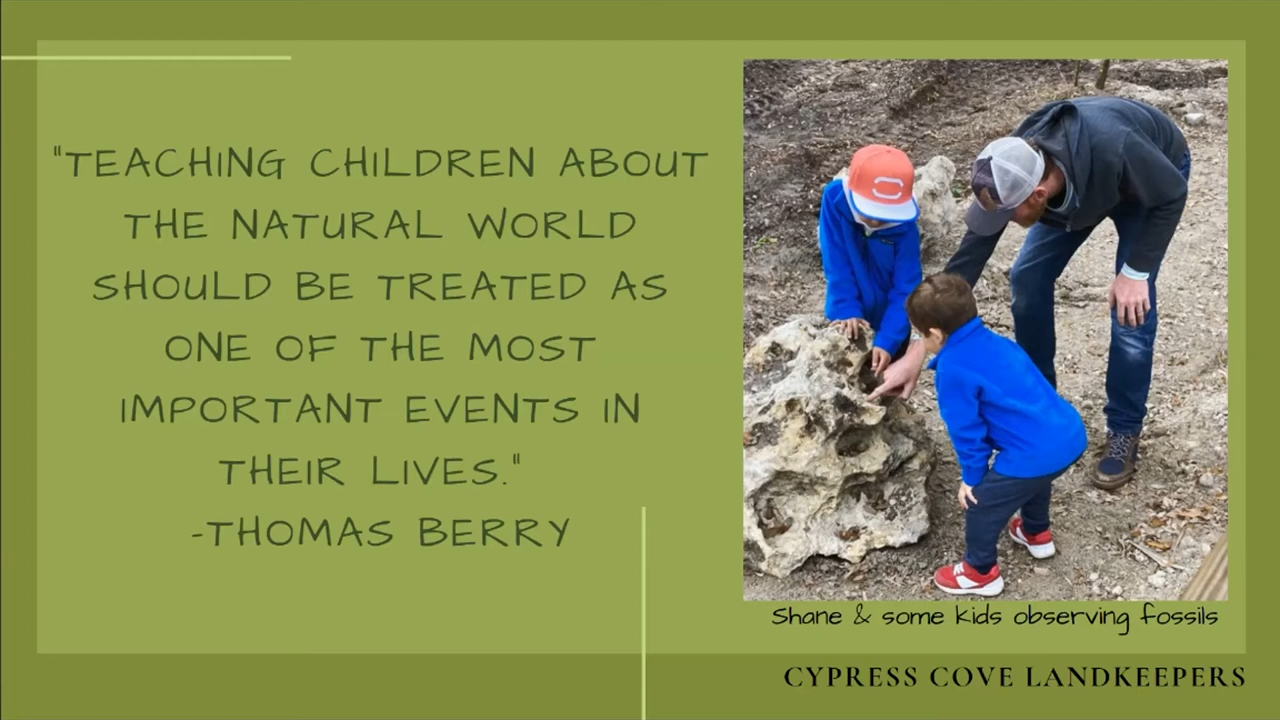 "TEACHING CHILDREN ABOUT
THE NATURAL WORLD
SHOULD BE TREATED AS
ONE OF THE MOST
IMPORTANT EVENTS IN
THEIR LIVES."
-THOMAS BERRY
Shane & some kids observing fossils
CYPRESS COVE LANDKEEPERS